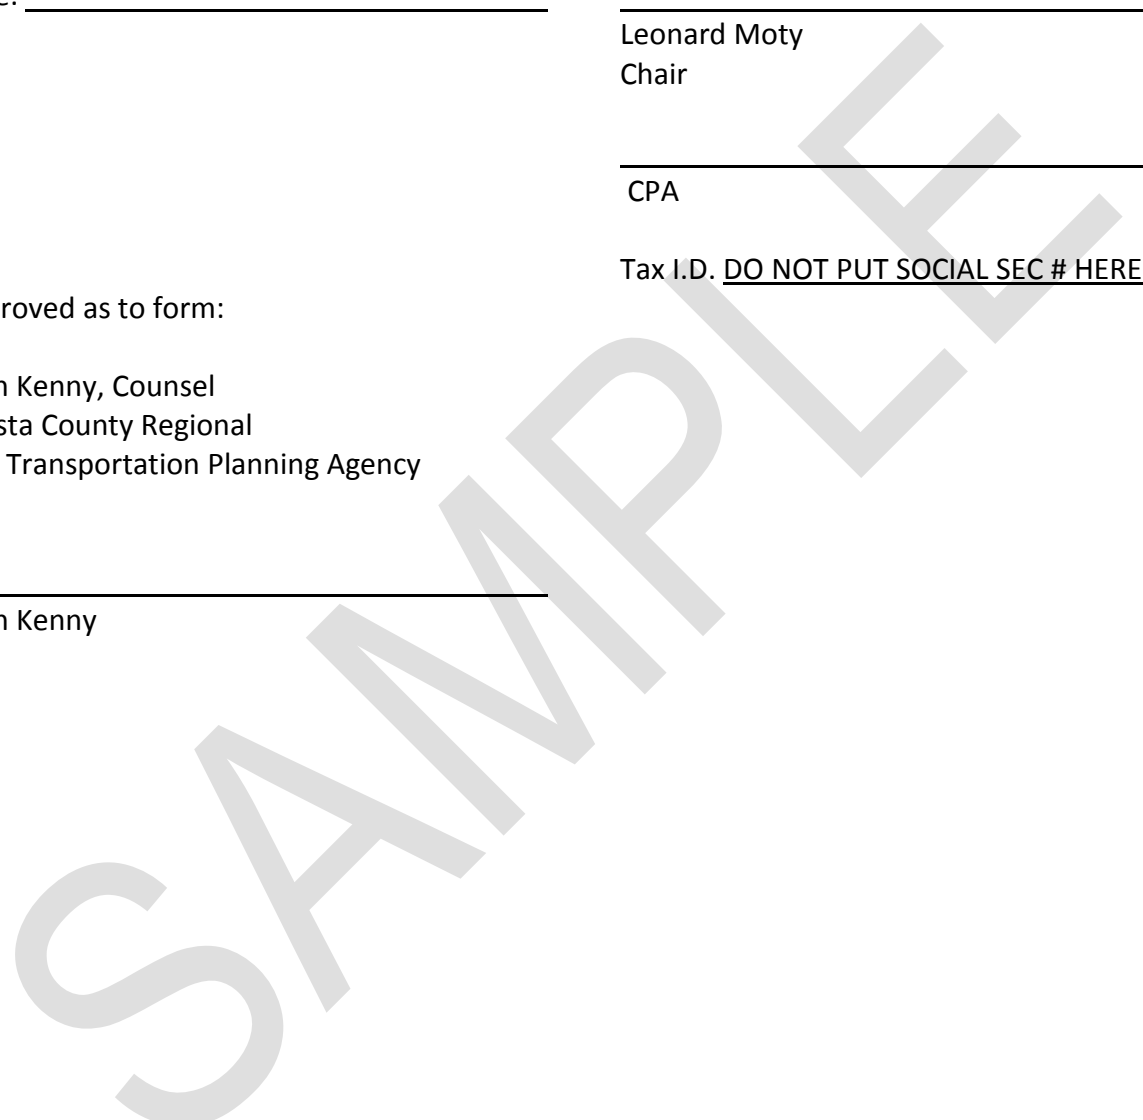 e:
Leonard Moty
Chair
CPA
Tax I.D. DO NOT PUT SOCIAL SEC # HERE
roved as to form:
n Kenny, Counsel
sta County Regional
Transportation Planning Agency
n Kenny
SAMPLE